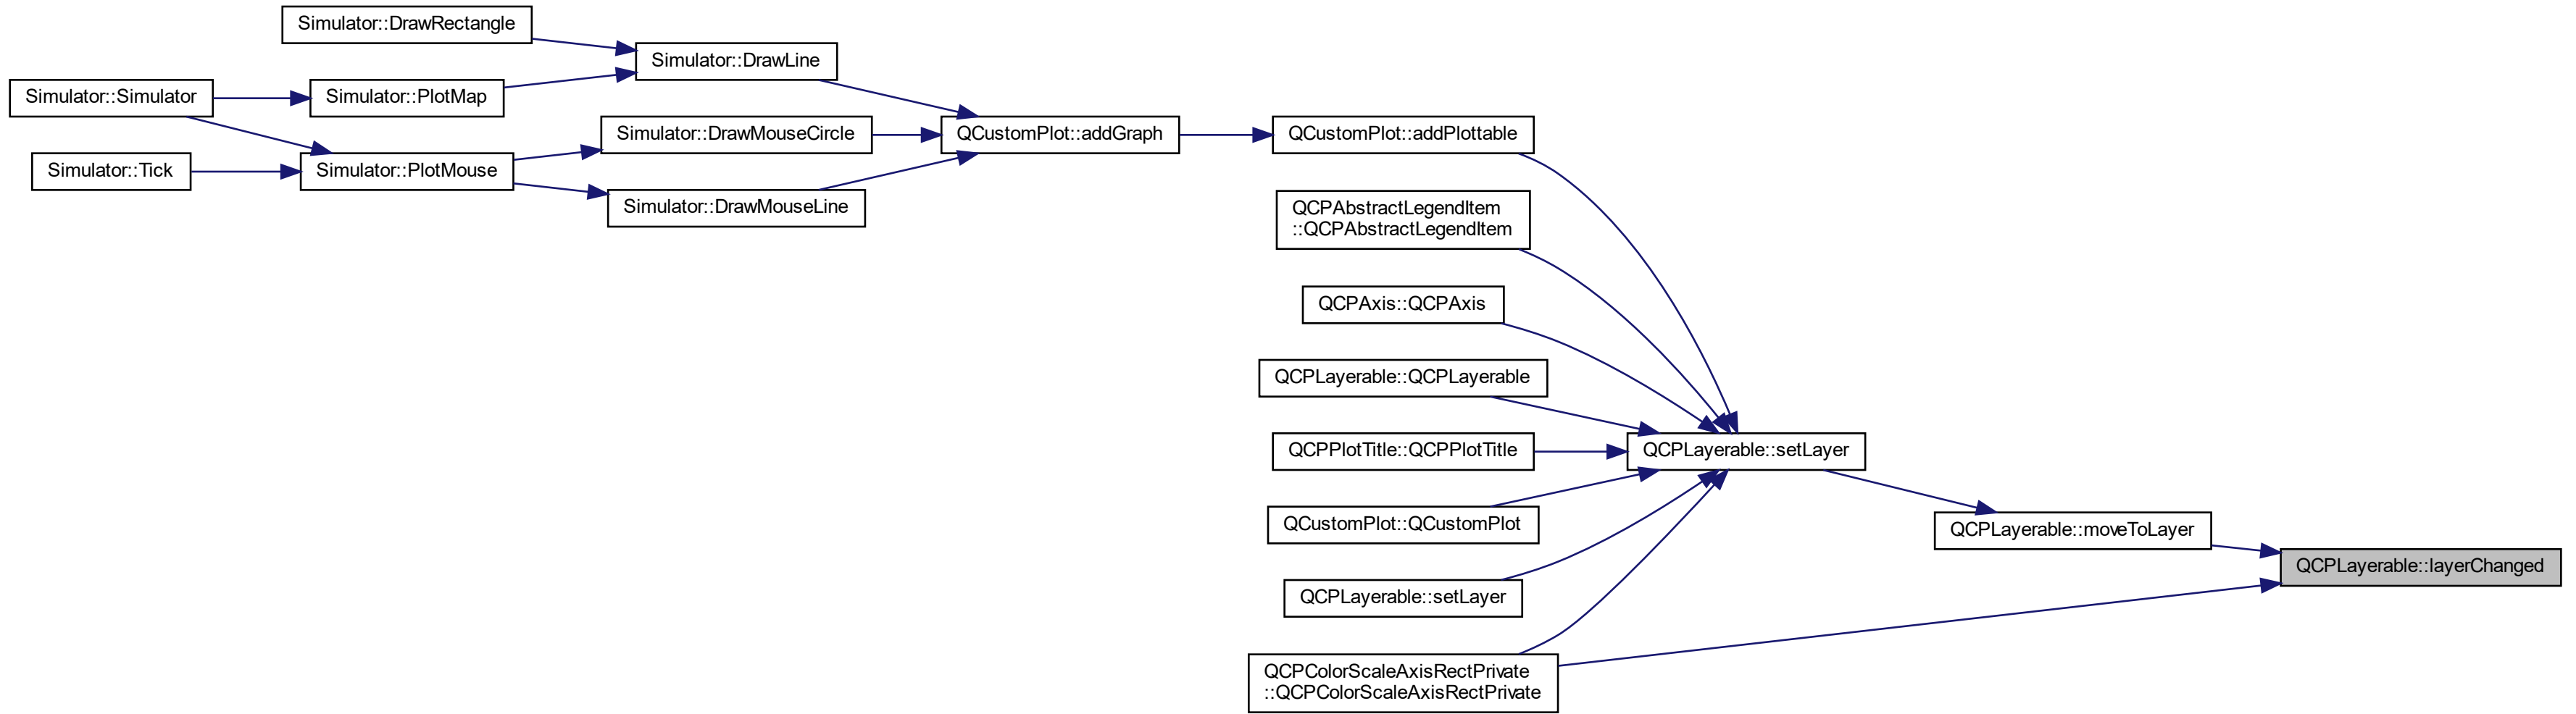 Simulator::DrawRectangle
Simulator::DrawLine
Simulator::Simulator
Simulator::PlotMap
Simulator::DrawMouseCircle
QCustomPlot::addGraph
QCustomPlot::addPlottable
Simulator::Tick
Simulator::PlotMouse
Simulator::DrawMouseLine
QCPAbstractLegendItem
::QCPAbstractLegendItem
QCPAxis::QCPAxis
QCPLayerable::QCPLayerable
QCPPlotTitle::QCPPlotTitle
QCPLayerable::setLayer
QCustomPlot::QCustomPlot
QCPLayerable::moveToLayer
QCPLayerable::layerChanged
QCPLayerable::setLayer
QCPColorScaleAxisRectPrivate
::QCPColorScaleAxisRectPrivate